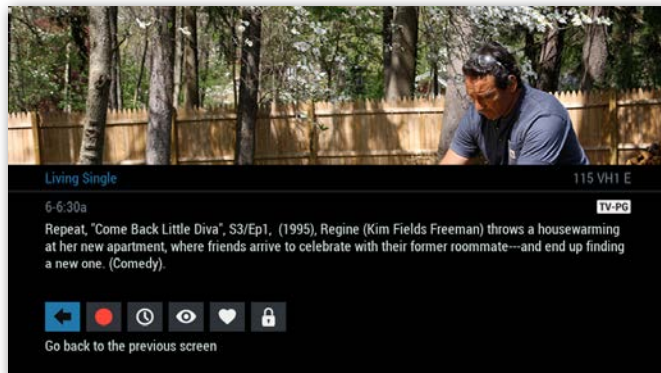 Living Single
115 VH1 E
6-6:30a
TV-PG
Repeat, "Come Back Little Diva", S3/Ep1,  (1995), Regine (Kim Fields Freeman) throws a housewarming
at her new apartment, where friends arrive to celebrate with their former roommate---and end up finding
a new one. (Comedy).
Go back to the previous screen